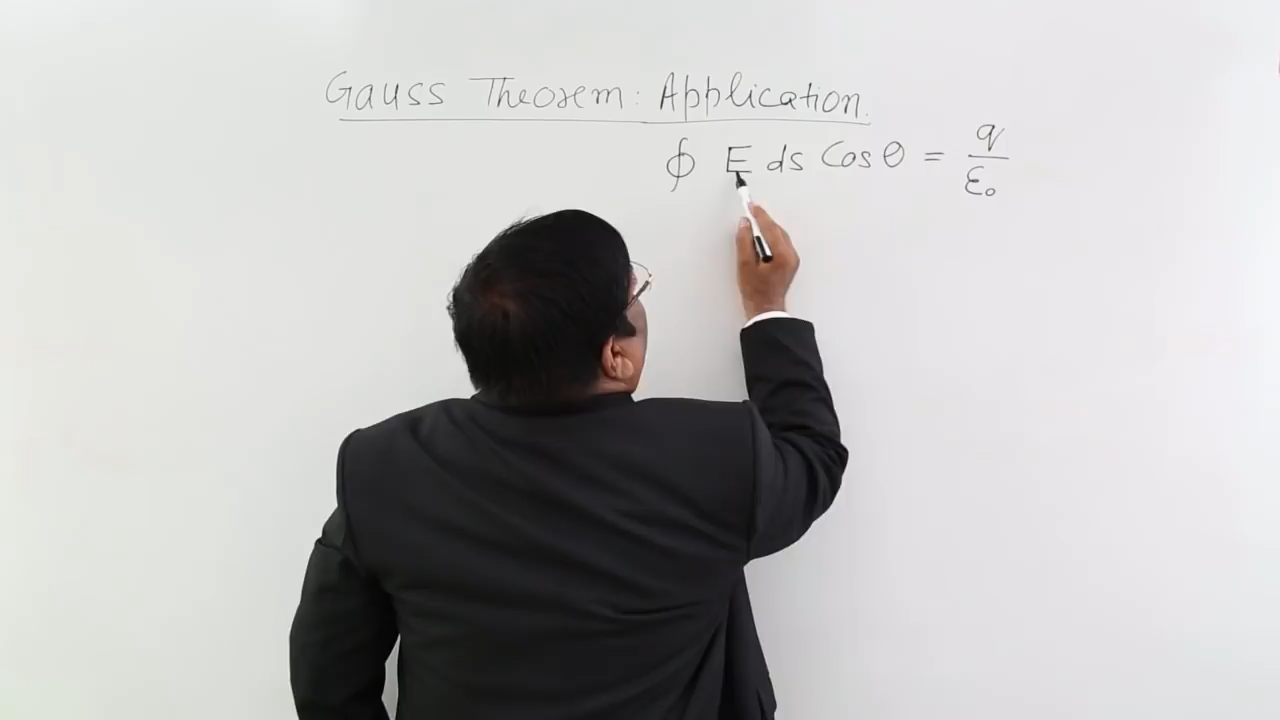 Gauss Theorem: Application.
∮ E ds Cos θ = q/ε₀